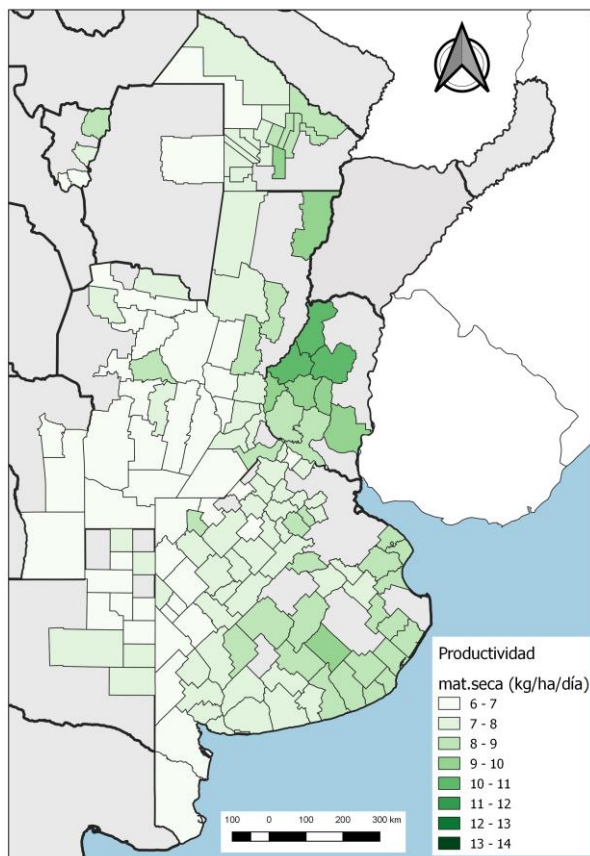 Productividad
mat.seca (kg/ha/día)
6 - 7
7 - 8
8 - 9
9 - 10
10 - 11
11 - 12
12 - 13
13 - 14
100 0 100 200 300 km